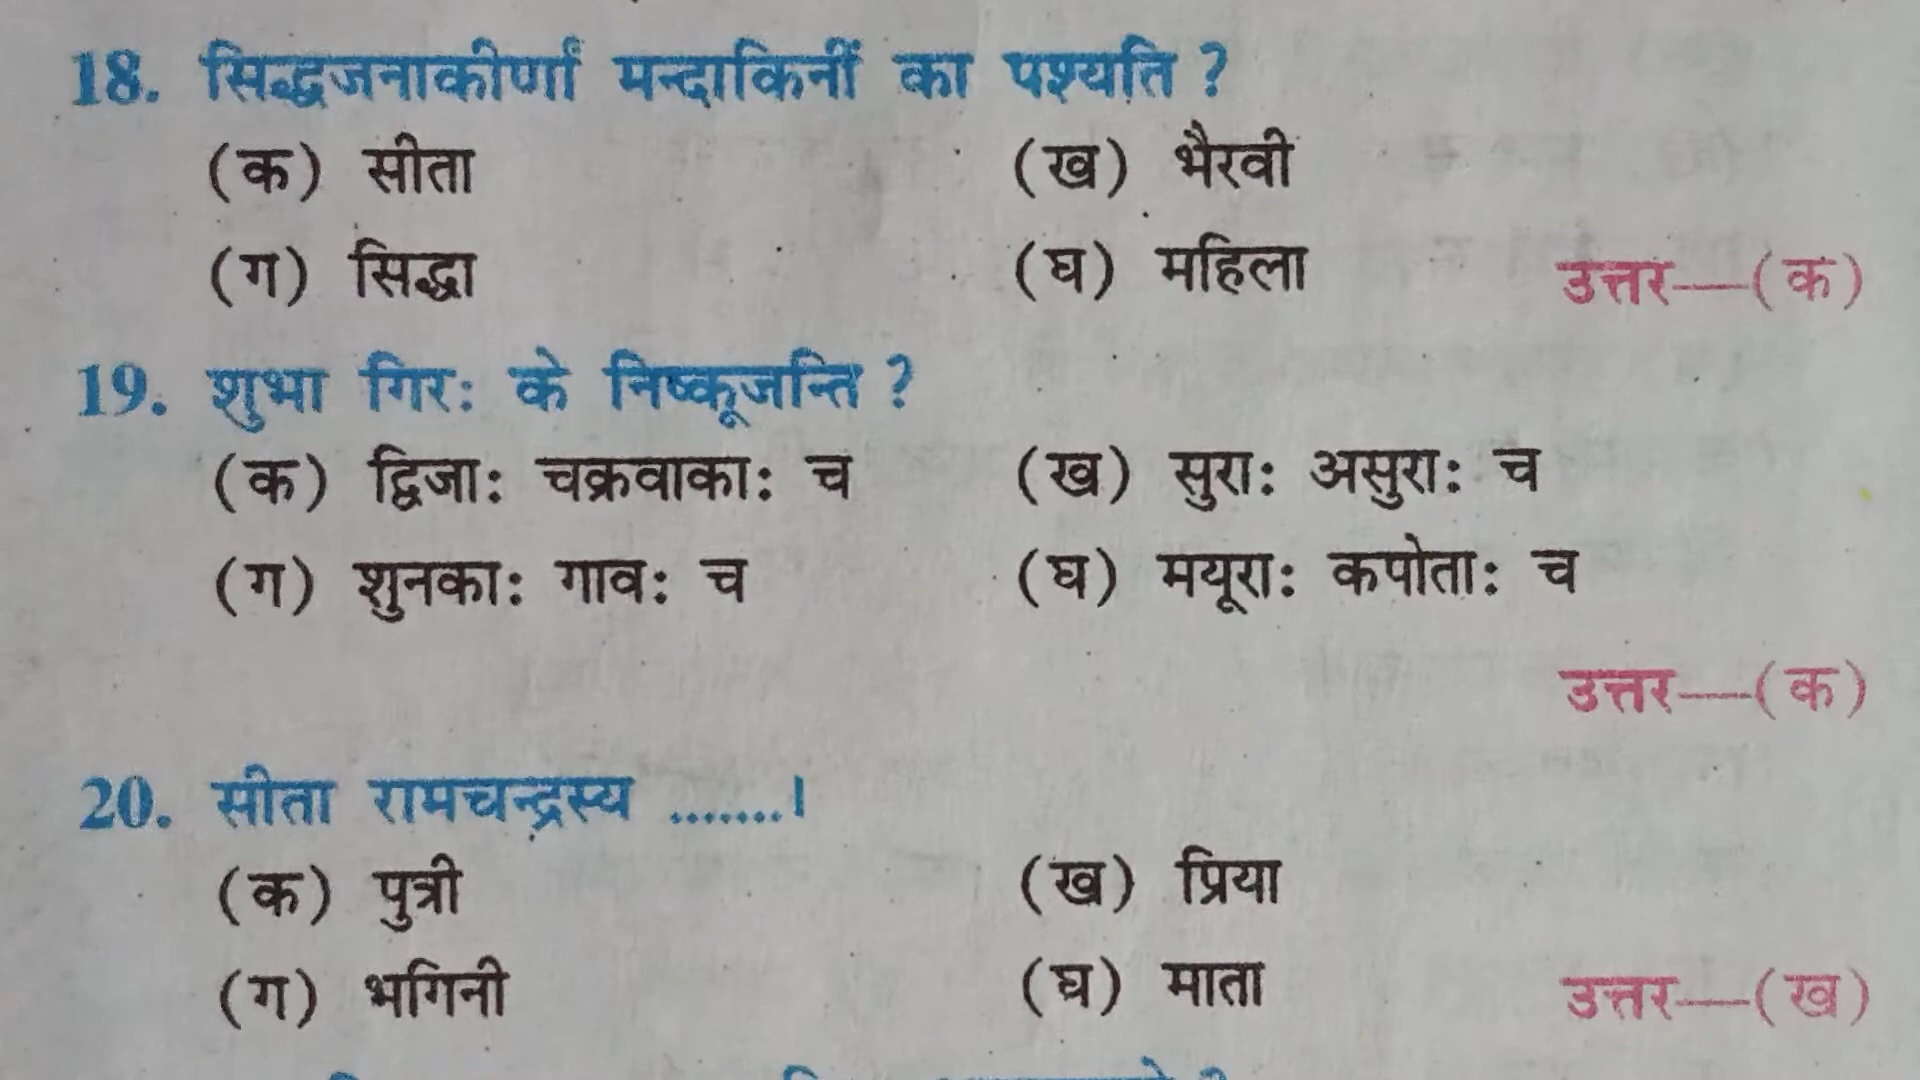 18. सिद्धजनाकीर्णां मन्दाकिनीं का पश्यति ?
(क) सीता (ख) भैरवी
(ग) सिद्धा (घ) महिला उत्तर—(क)
19. शुभा गिरः के निष्कूजन्ति ?
(क) द्विजाः चक्रवाकाः च (ख) सुराः असुराः च
(ग) शुनकाः गावः च (घ) मयूराः कपोताः च
उत्तर—(क)
20. सीता रामचन्द्रस्य .......।
(क) पुत्री (ख) प्रिया
(ग) भगिनी (घ) माता उत्तर—(ख)